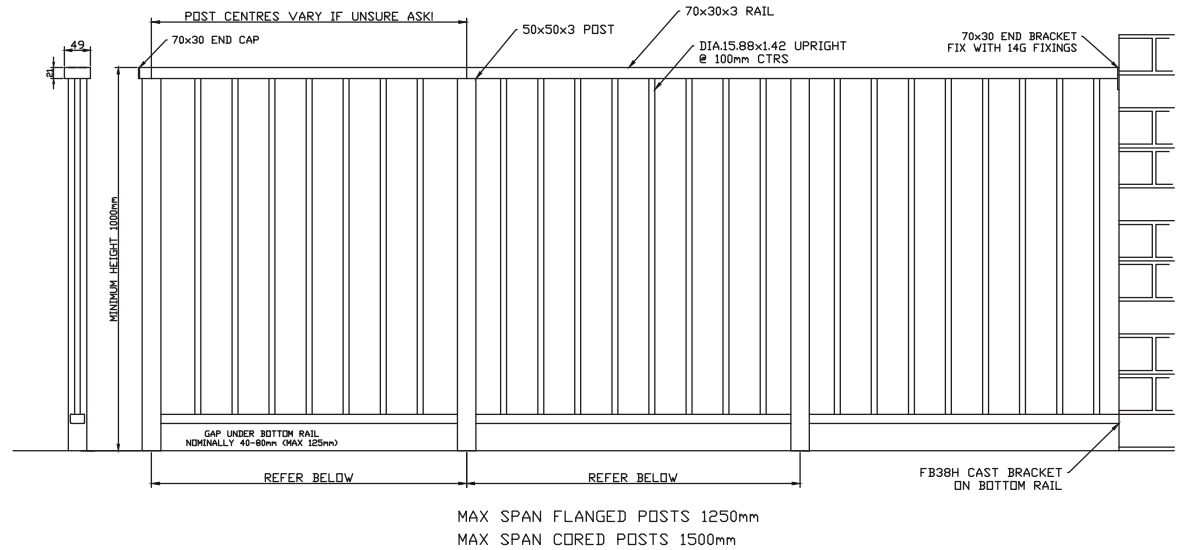 POST CENTRES VARY IF UNSURE ASK!
70x30x3 RAIL
50x50x3 POST
49
70x30 END CAP
DIA.15.88x1.42 UPRIGHT
@ 100mm CTRS
70x30 END BRACKET
FIX WITH 14G FIXINGS
21
MINIMUM HEIGHT 1000mm
GAP UNDER BOTTOM RAIL
NOMINALLY 40-80mm (MAX 125mm)
REFER BELOW
REFER BELOW
FB38H CAST BRACKET
ON BOTTOM RAIL
MAX SPAN FLANGED POSTS 1250mm
MAX SPAN CORED POSTS 1500mm